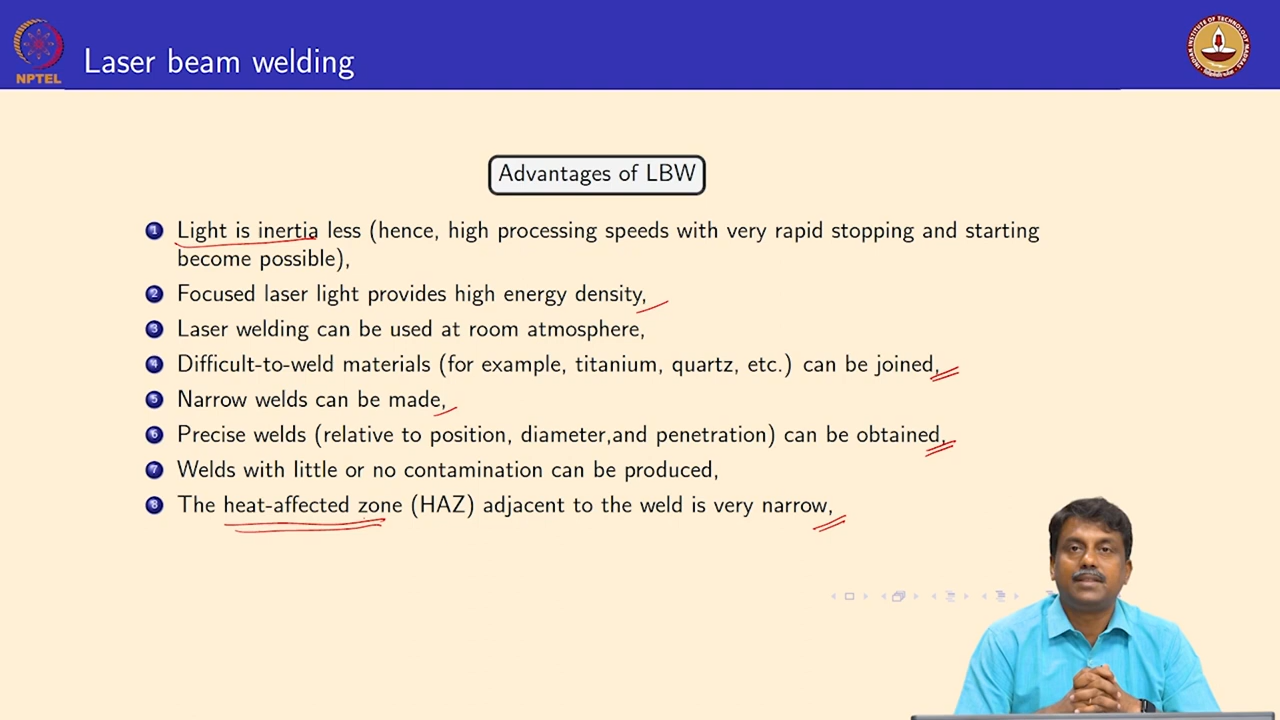 NPTEL
Laser beam welding
INDIAN INSTITUTE OF TECHNOLOGY MADRAS
Advantages of LBW
1 Light is inertia less (hence, high processing speeds with very rapid stopping and starting
become possible),
2 Focused laser light provides high energy density,
3 Laser welding can be used at room atmosphere,
4 Difficult-to-weld materials (for example, titanium, quartz, etc.) can be joined,
5 Narrow welds can be made,
6 Precise welds (relative to position, diameter,and penetration) can be obtained,
7 Welds with little or no contamination can be produced,
8 The heat-affected zone (HAZ) adjacent to the weld is very narrow,